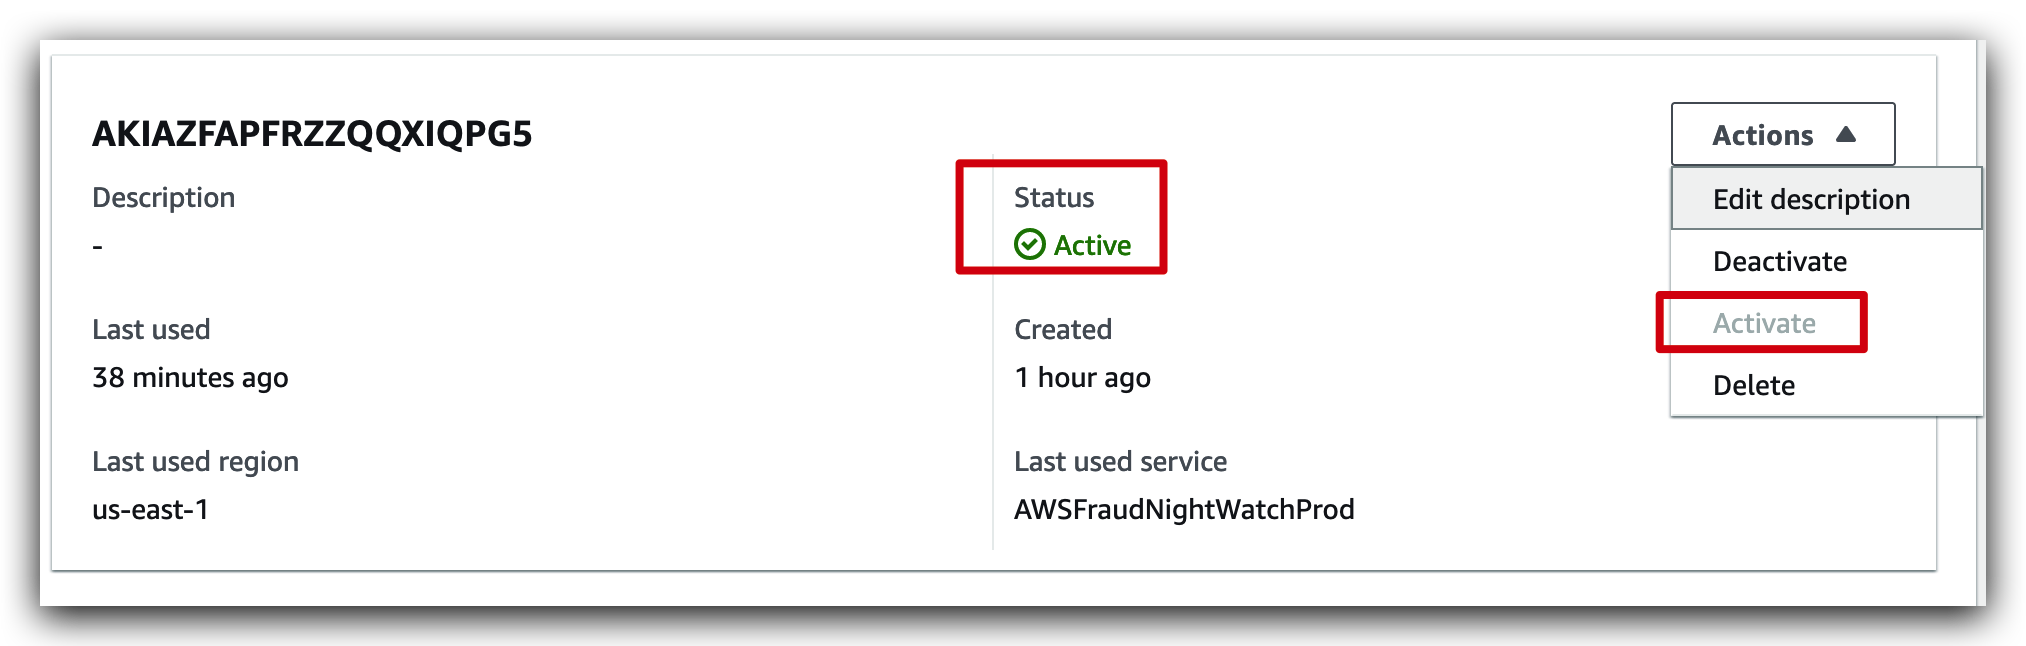 AKIAZFAPFRZZQQXIQPG5
Actions
Description
-
Status
Active
Edit description
Deactivate
Activate
Delete
Last used
38 minutes ago
Created
1 hour ago
Last used region
us-east-1
Last used service
AWSFraudNightWatchProd